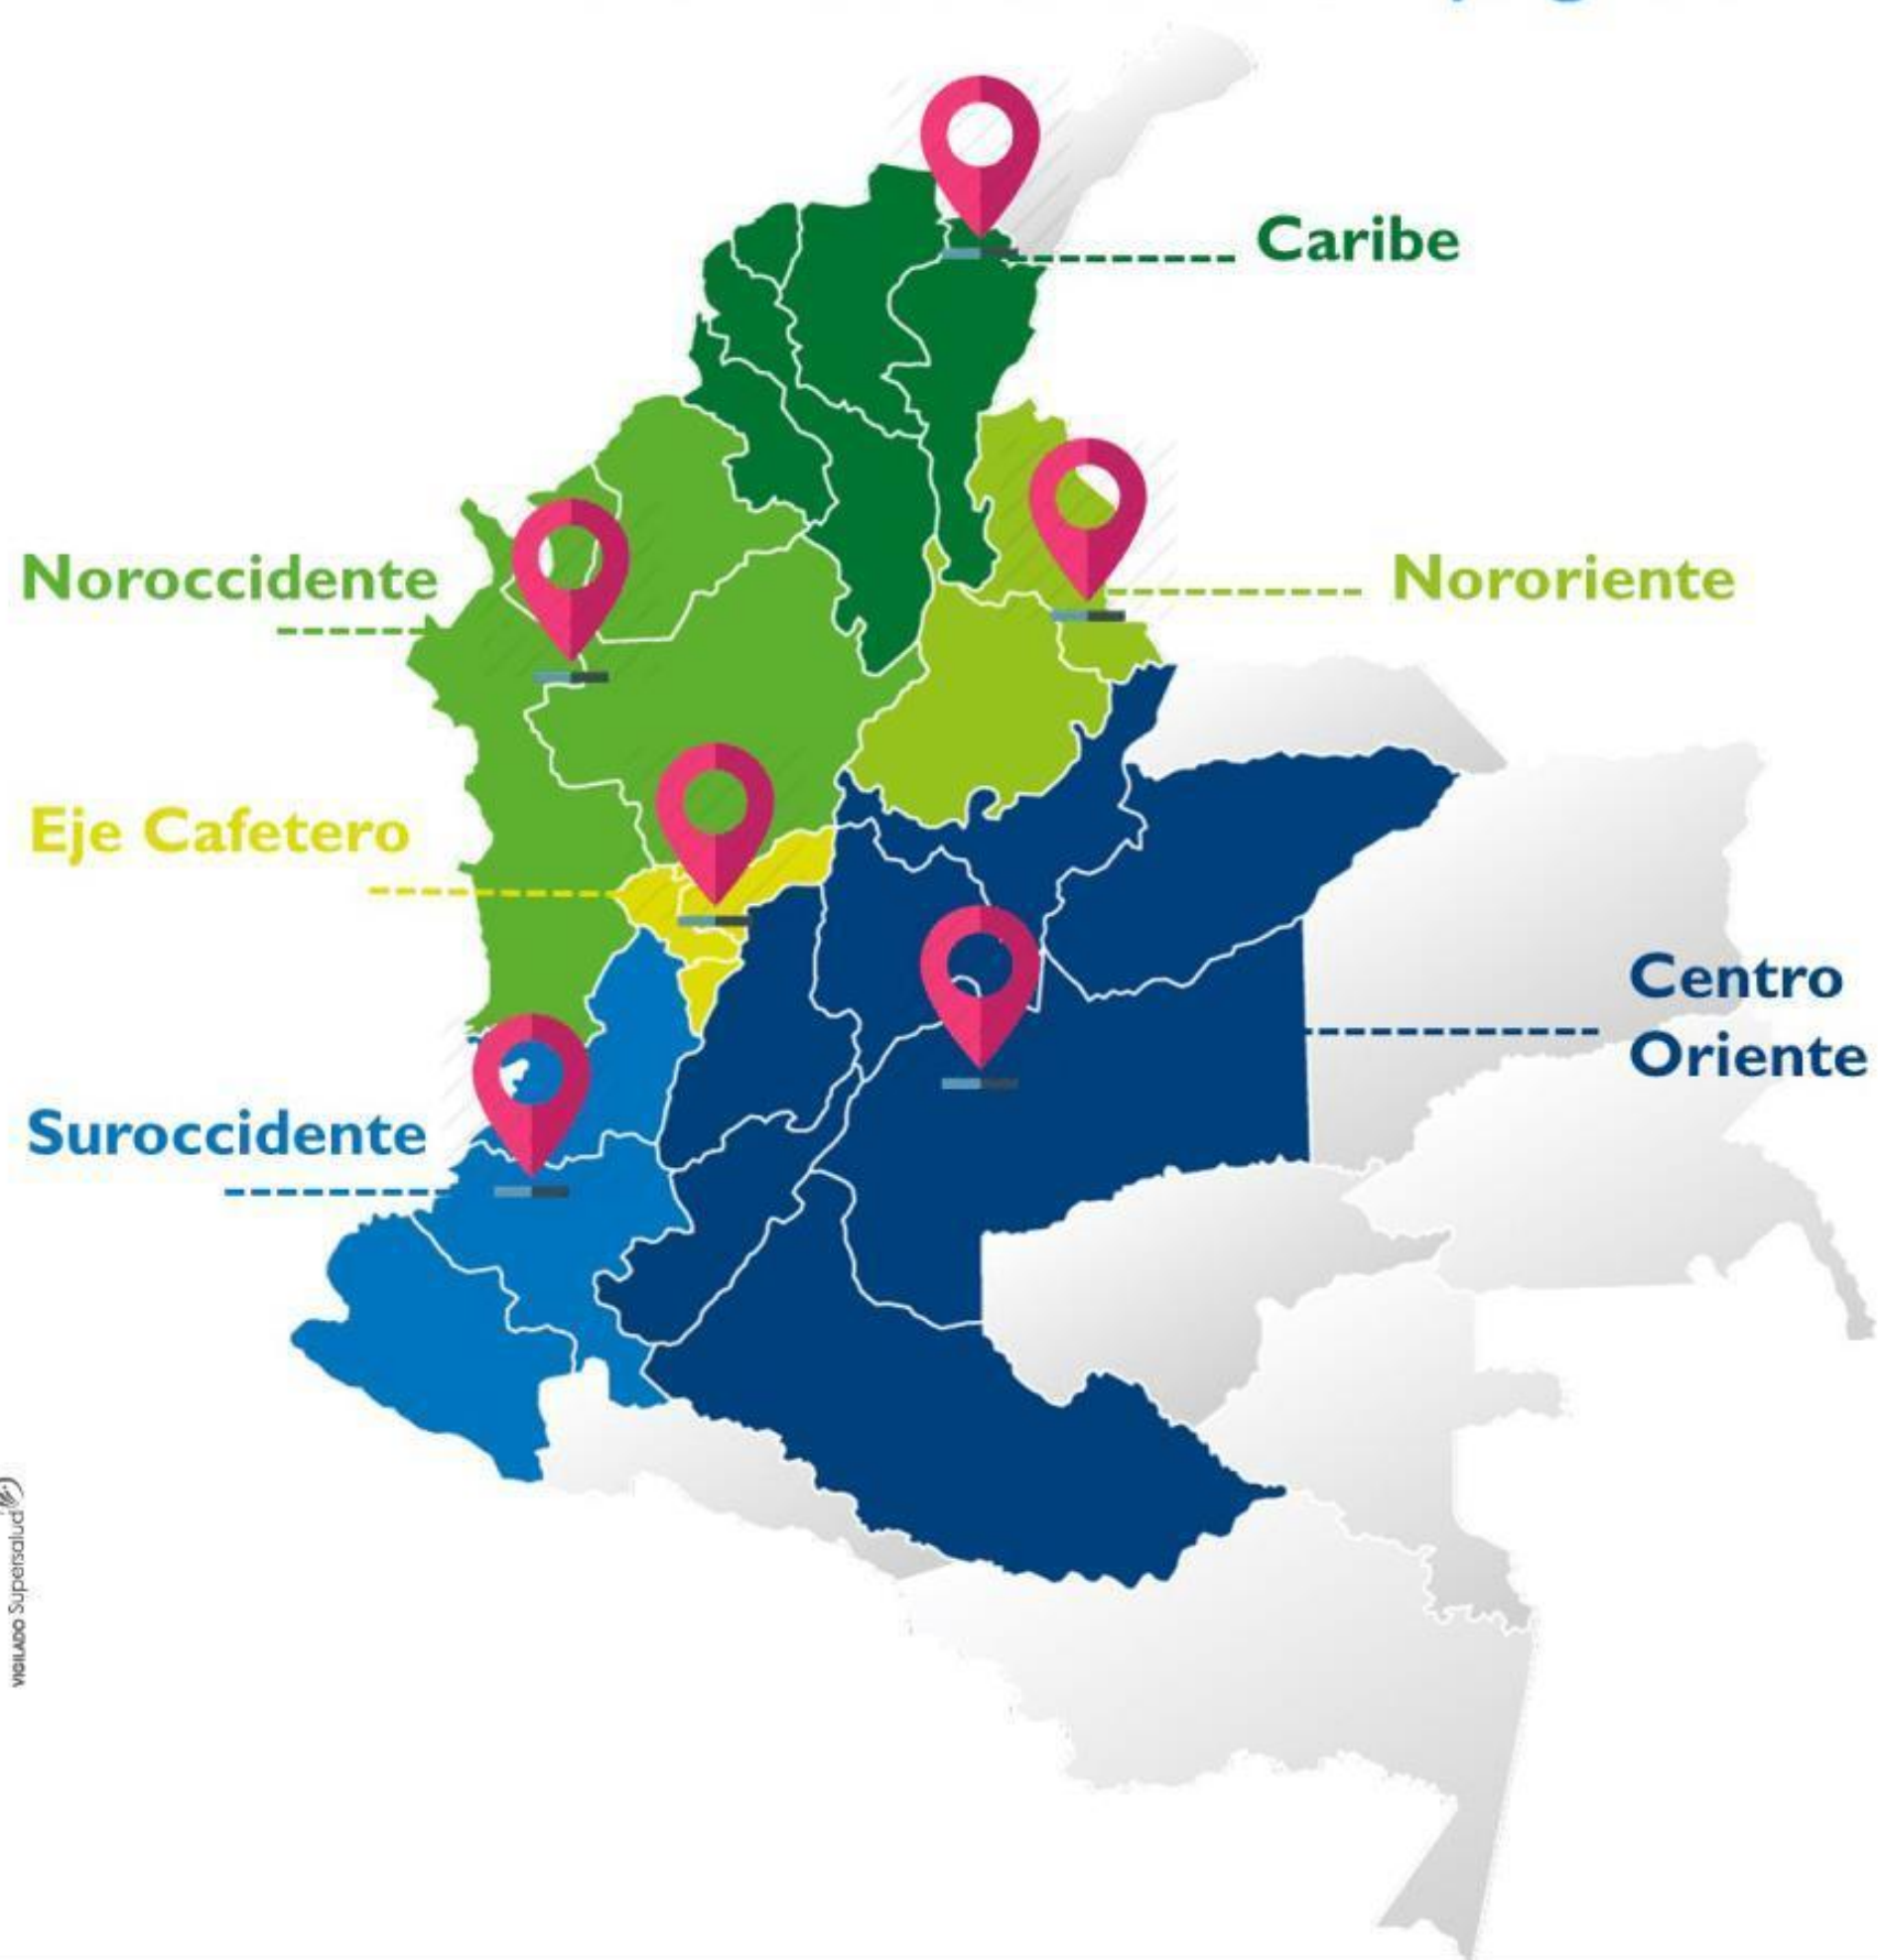 Caribe
Noroccidente
Nororiente
Eje Cafetero
Centro
Oriente
Suroccidente
VIGILADO Supersalud